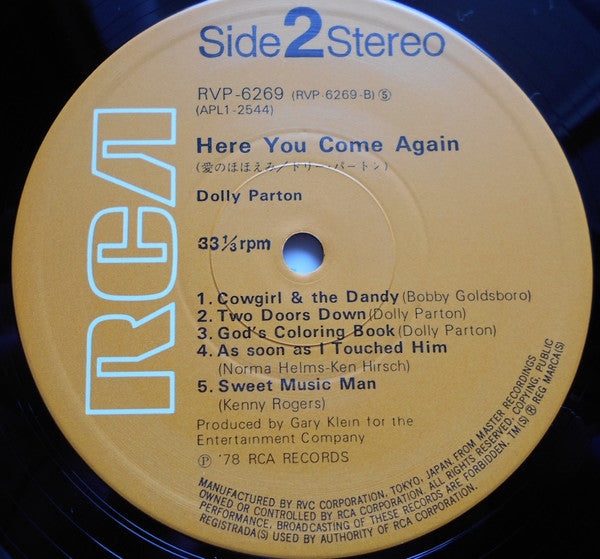 Side 2 Stereo
RVP-6269 (RVP-6269-B) Ⓢ
(APL1-2544)
RCA
Here You Come Again
(愛のほほえみ/ドリー・パートン)
Dolly Parton
33⅓rpm
1. Cowgirl & the Dandy (Bobby Goldsboro)
2. Two Doors Down (Dolly Parton)
3. God's Coloring Book (Dolly Parton)
4. As soon as I Touched Him
(Norma Helms-Ken Hirsch)
5. Sweet Music Man
(Kenny Rogers)
Produced by Gary Klein for the
Entertainment Company
Ⓟ '78 RCA RECORDS
MANUFACTURED BY RVC CORPORATION, TOKYO, JAPAN. FROM MASTER RECORDINGS
OWNED OR CONTROLLED BY RCA CORPORATION. ALL RIGHTS RESERVED. COPYING, PUBLIC
PERFORMANCE, BROADCASTING OF THESE RECORDS ARE FORBIDDEN. TM(S) ® REG MARCA(S)
REGISTRADA(S) USED BY AUTHORITY OF RCA CORPORATION.